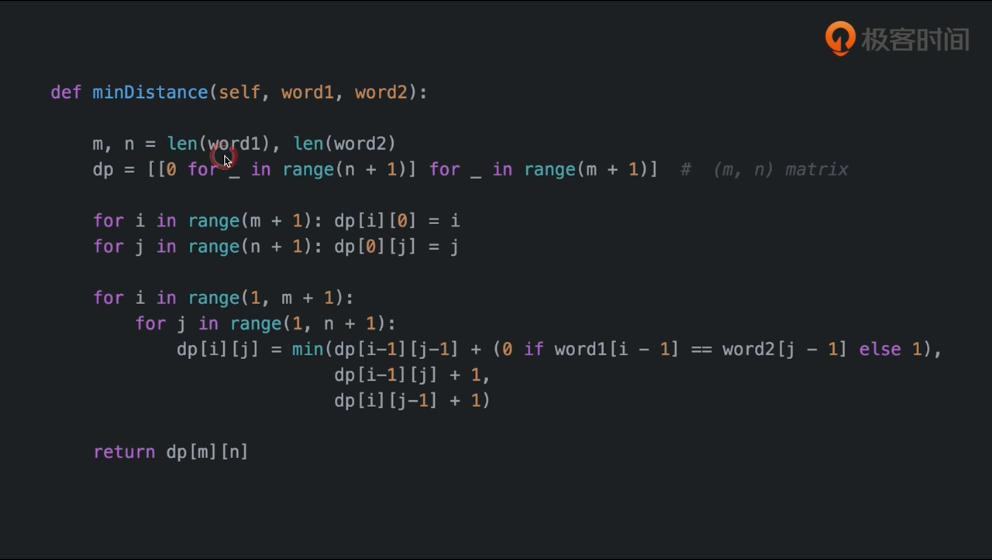 极客时间
def minDistance(self, word1, word2):
m, n = len(word1), len(word2)
dp = [[0 for _ in range(n + 1)] for _ in range(m + 1)]  #  (m, n) matrix
for i in range(m + 1): dp[i][0] = i
for j in range(n + 1): dp[0][j] = j
for i in range(1, m + 1):
for j in range(1, n + 1):
dp[i][j] = min(dp[i-1][j-1] + (0 if word1[i - 1] == word2[j - 1] else 1),
dp[i-1][j] + 1,
dp[i][j-1] + 1)
return dp[m][n]